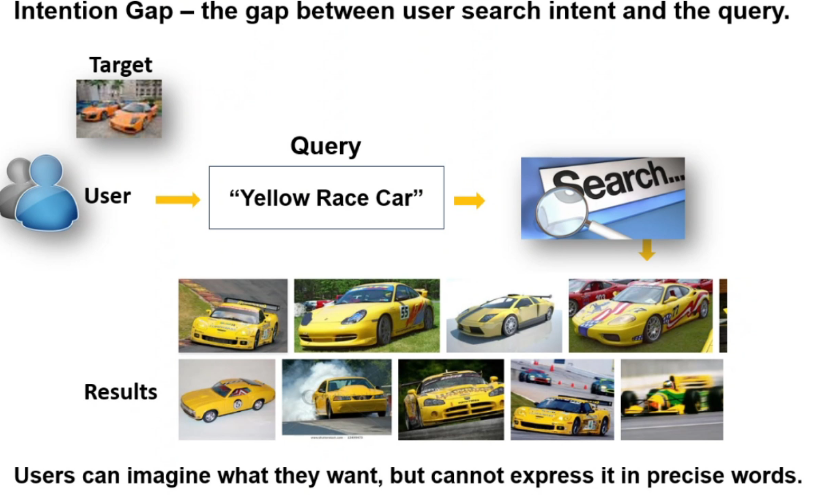 Intention Gap – the gap between user search intent and the query.
Target
Query
User
“Yellow Race Car”
Search...
Results
Users can imagine what they want, but cannot express it in precise words.